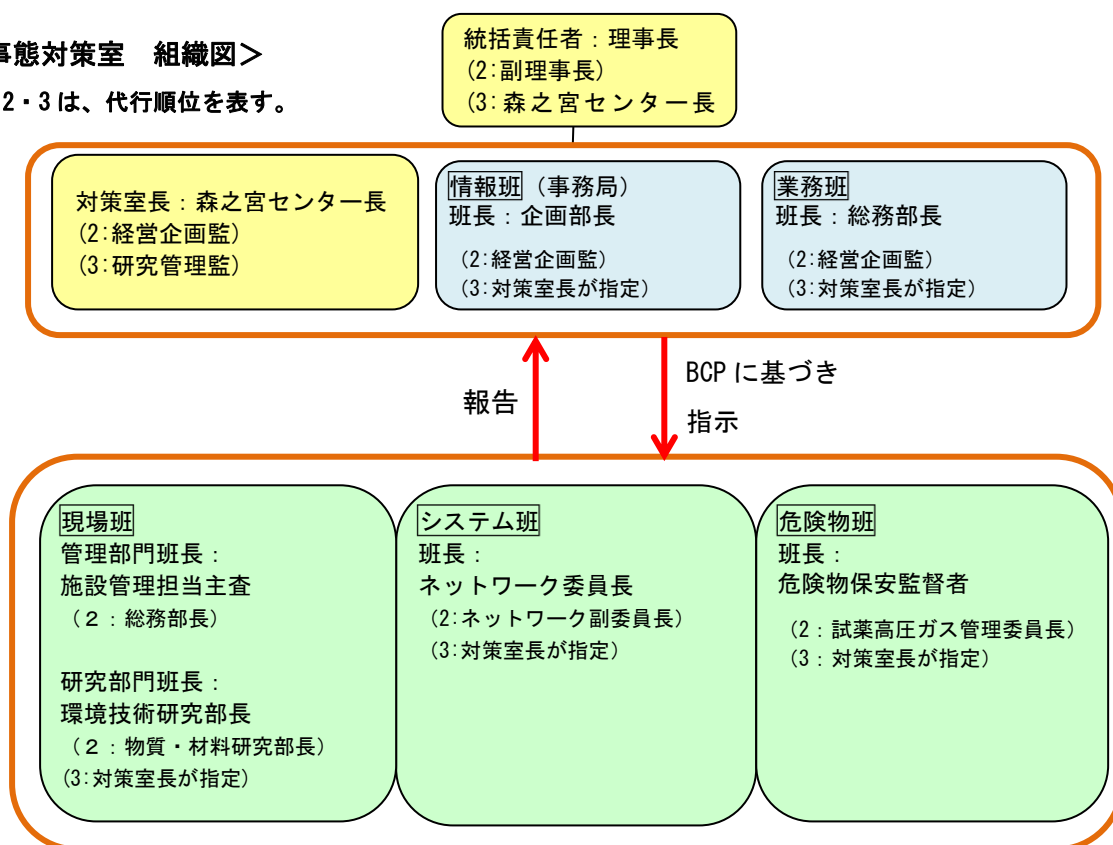 事態対策室　組織図＞
2・3は、代行順位を表す。
統括責任者：理事長
(2:副理事長)
(3:森之宮センター長
対策室長：森之宮センター長
(2:経営企画監)
(3:研究管理監)
情報班（事務局）
班長：企画部長
(2:経営企画監)
(3:対策室長が指定)
業務班
班長：総務部長
(2:経営企画監)
(3:対策室長が指定)
報告
BCPに基づき
指示
現場班
管理部門班長：
施設管理担当主査
（２：総務部長）
研究部門班長：
環境技術研究部長
（２：物質・材料研究部長）
(3:対策室長が指定)
システム班
班長：
ネットワーク委員長
(2:ネットワーク副委員長)
(3:対策室長が指定)
危険物班
班長：
危険物保安監督者
（2：試薬高圧ガス管理委員長）
（3：対策室長が指定）